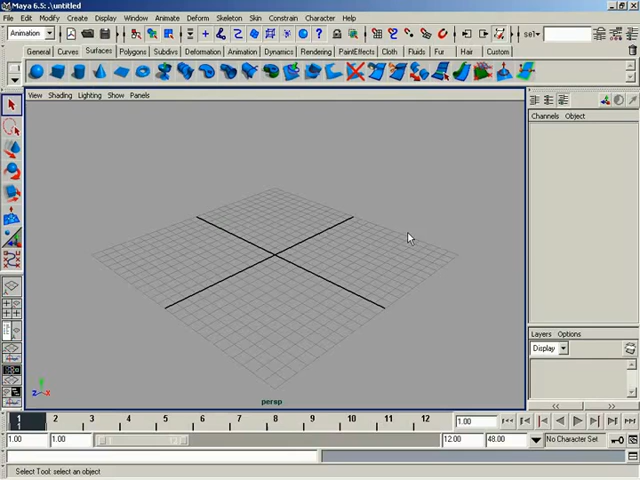 Maya 6.5: .\untitled
File Edit Modify Create Display Window Animate Deform Skeleton Skin Constrain Character Help
Animation sel
General Curves Surfaces Polygons Subdivs Deformation Animation Dynamics Rendering PaintEffects Cloth Fluids Fur Hair Custom
View Shading Lighting Show Panels
Channels Object
Layers Options
Display
z x
persp
1 2 3 4 5 6 7 8 9 10 11 12 1.00
1
1.00 1.00 12.00 48.00 No Character Set
Select Tool: select an object